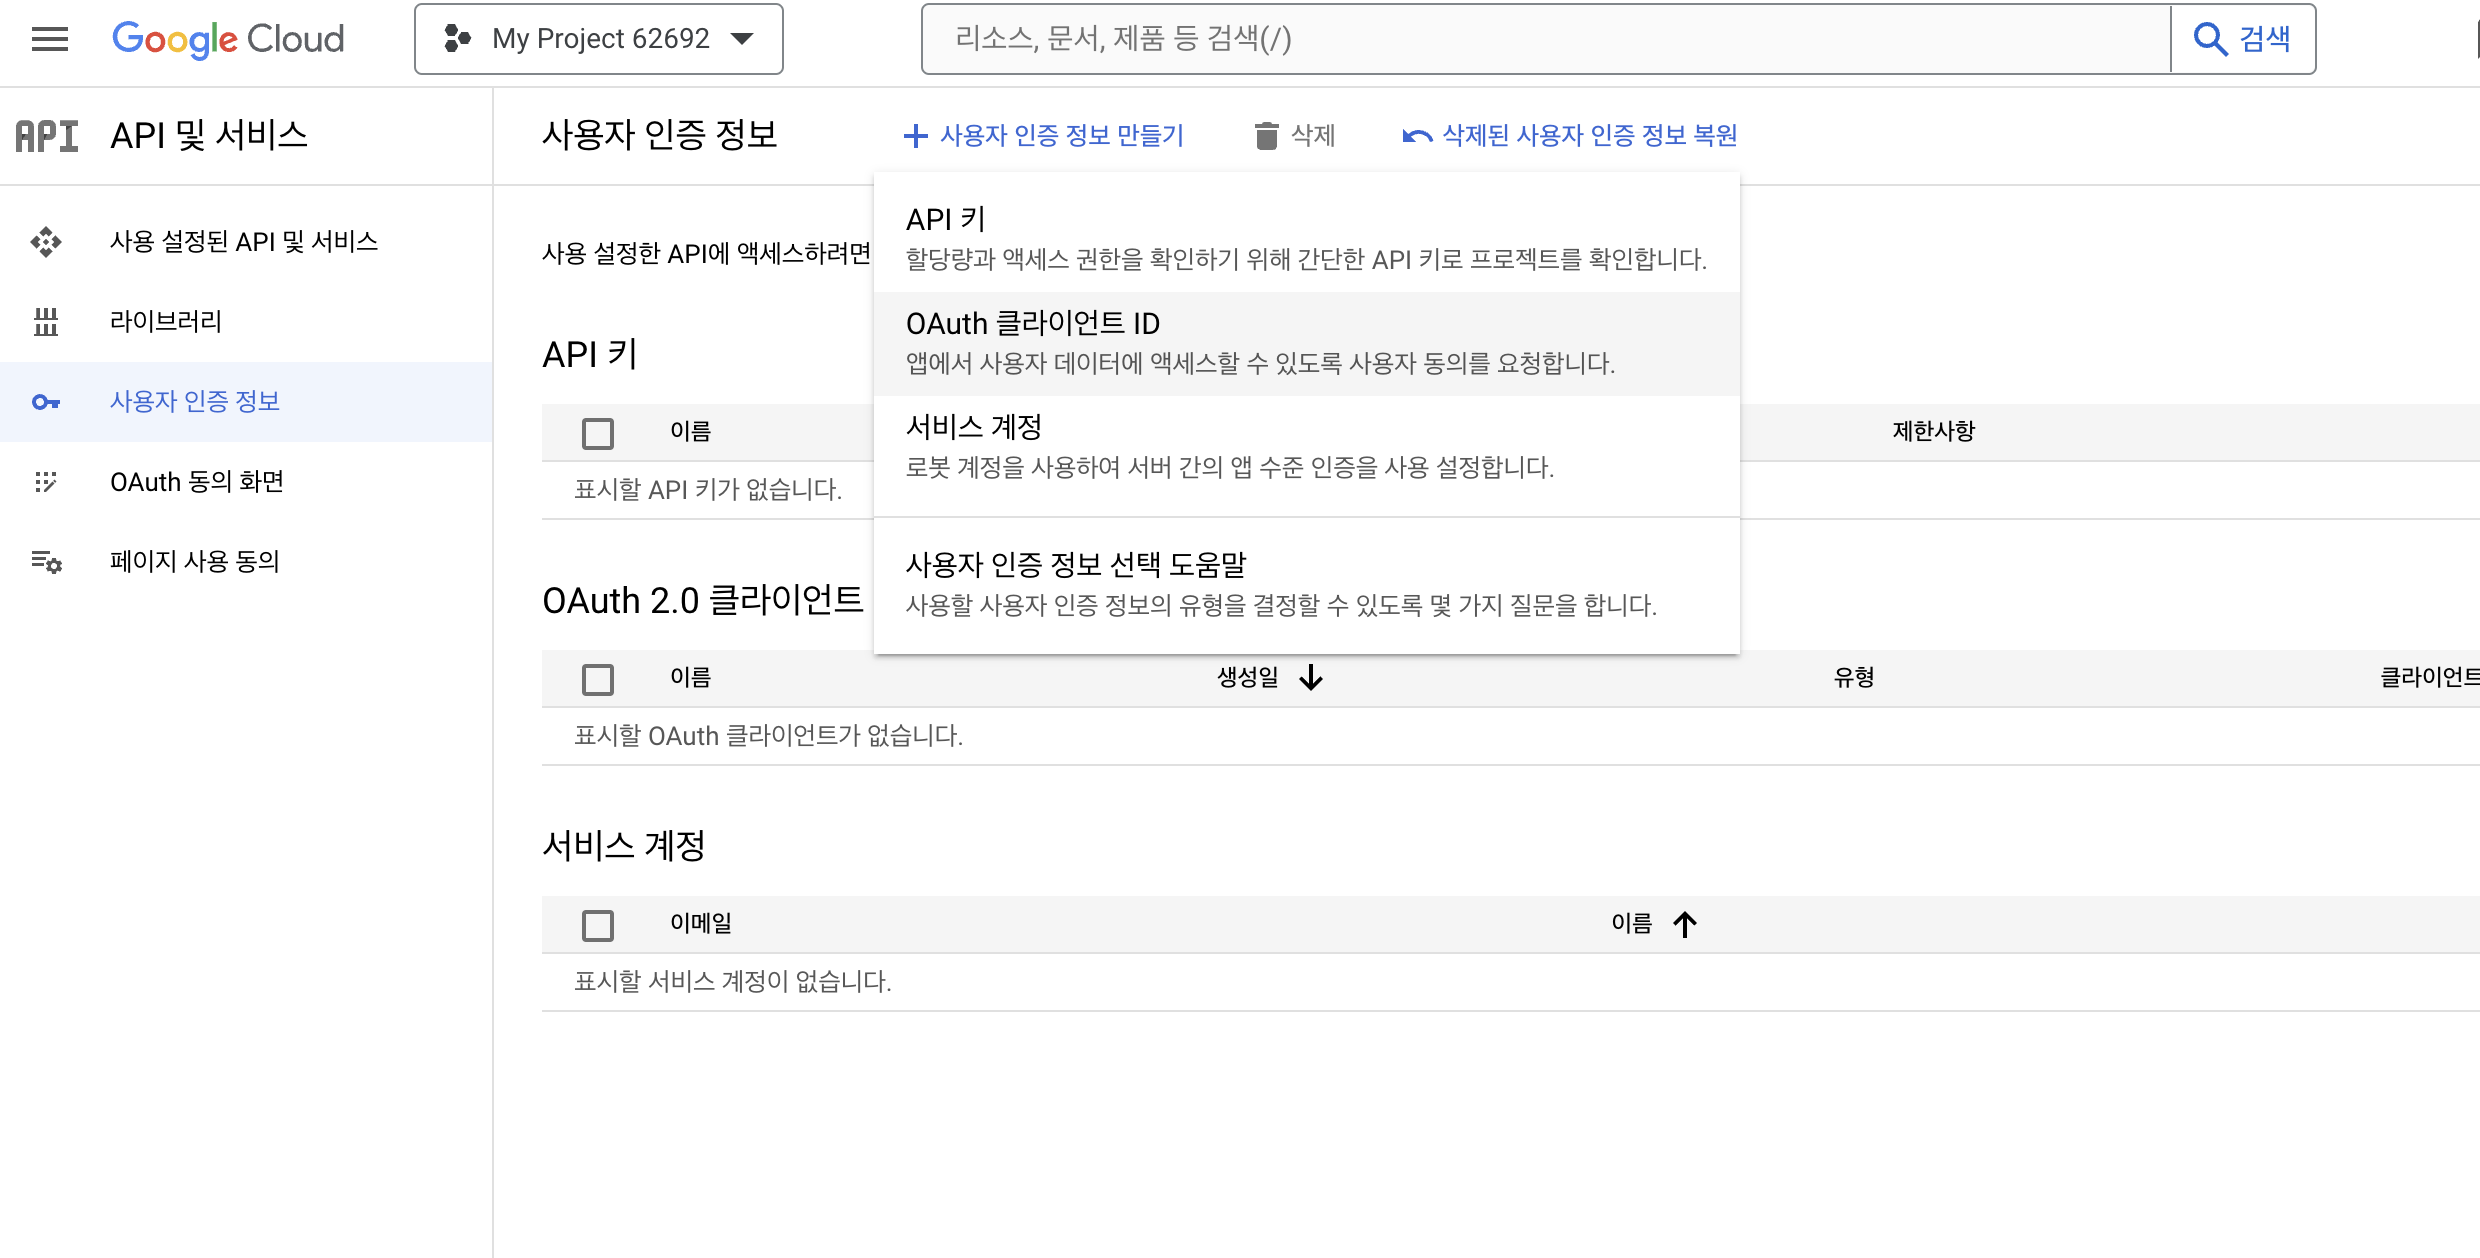 Google Cloud
My Project 62692
리소스, 문서, 제품 등 검색(/)
검색
API
API 및 서비스
사용자 인증 정보
사용자 인증 정보 만들기
삭제
삭제된 사용자 인증 정보 복원
사용 설정된 API 및 서비스
라이브러리
사용자 인증 정보
OAuth 동의 화면
페이지 사용 동의
사용 설정한 API에 액세스하려면
API 키
할당량과 액세스 권한을 확인하기 위해 간단한 API 키로 프로젝트를 확인합니다.
OAuth 클라이언트 ID
앱에서 사용자 데이터에 액세스할 수 있도록 사용자 동의를 요청합니다.
서비스 계정
로봇 계정을 사용하여 서버 간의 앱 수준 인증을 사용 설정합니다.
사용자 인증 정보 선택 도움말
사용할 사용자 인증 정보의 유형을 결정할 수 있도록 몇 가지 질문을 합니다.
API 키
이름
제한사항
표시할 API 키가 없습니다.
OAuth 2.0 클라이언트
이름
생성일
유형
클라이언트
표시할 OAuth 클라이언트가 없습니다.
서비스 계정
이메일
이름
표시할 서비스 계정이 없습니다.